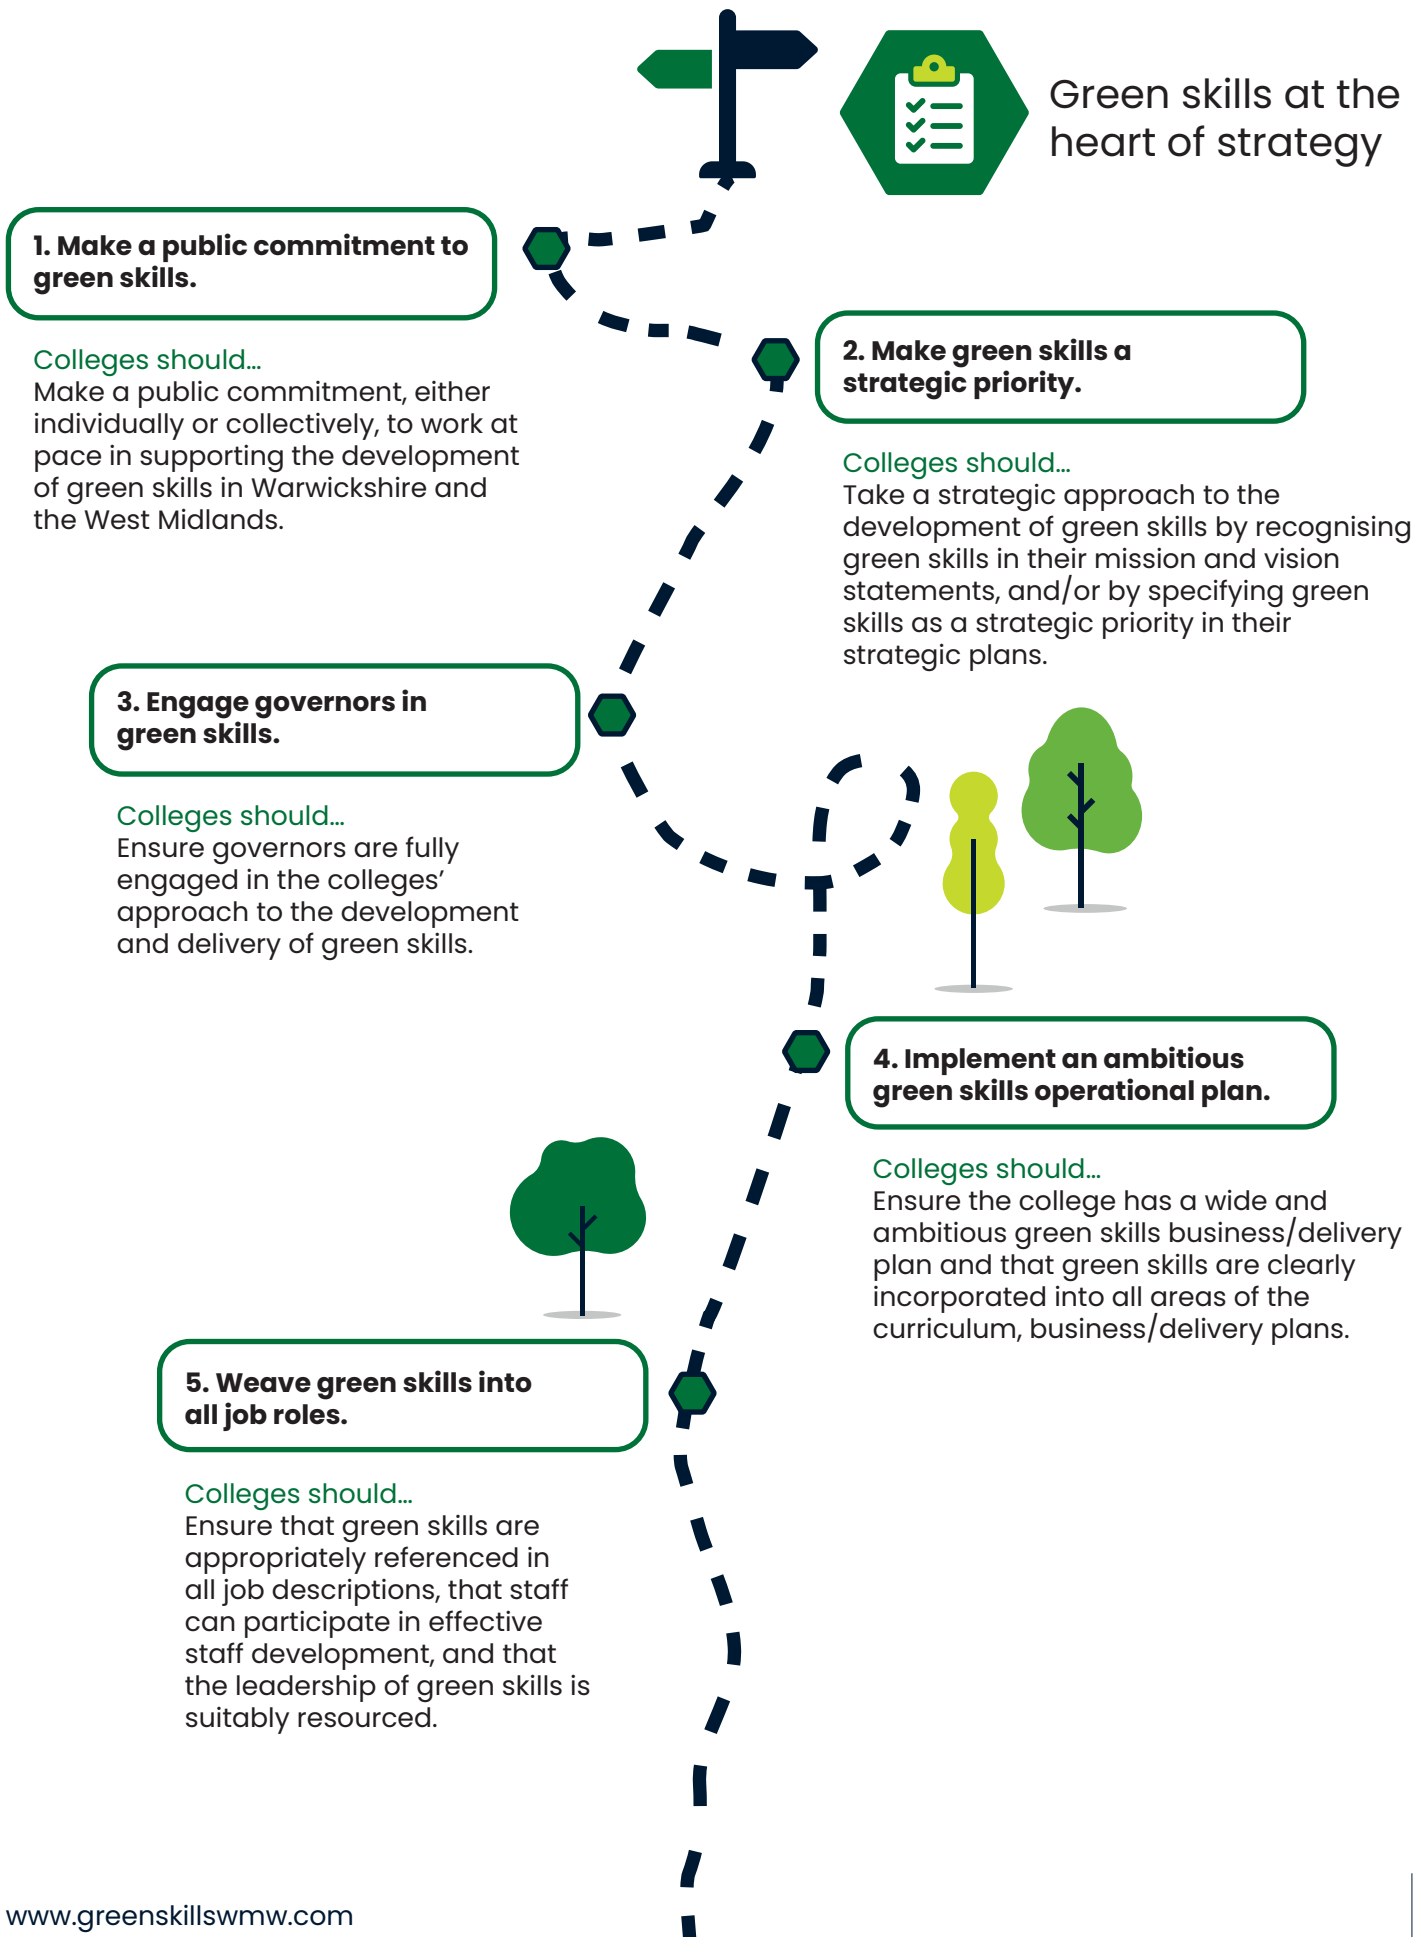 Green skills at the
heart of strategy
1. Make a public commitment to
green skills.
Colleges should...
Make a public commitment, either
individually or collectively, to work at
pace in supporting the development
of green skills in Warwickshire and
the West Midlands.
2. Make green skills a
strategic priority.
Colleges should...
Take a strategic approach to the
development of green skills by recognising
green skills in their mission and vision
statements, and/or by specifying green
skills as a strategic priority in their
strategic plans.
3. Engage governors in
green skills.
Colleges should...
Ensure governors are fully
engaged in the colleges’
approach to the development
and delivery of green skills.
4. Implement an ambitious
green skills operational plan.
Colleges should...
Ensure the college has a wide and
ambitious green skills business/delivery
plan and that green skills are clearly
incorporated into all areas of the
curriculum, business/delivery plans.
5. Weave green skills into
all job roles.
Colleges should...
Ensure that green skills are
appropriately referenced in
all job descriptions, that staff
can participate in effective
staff development, and that
the leadership of green skills is
suitably resourced.
www.greenskillswmw.com